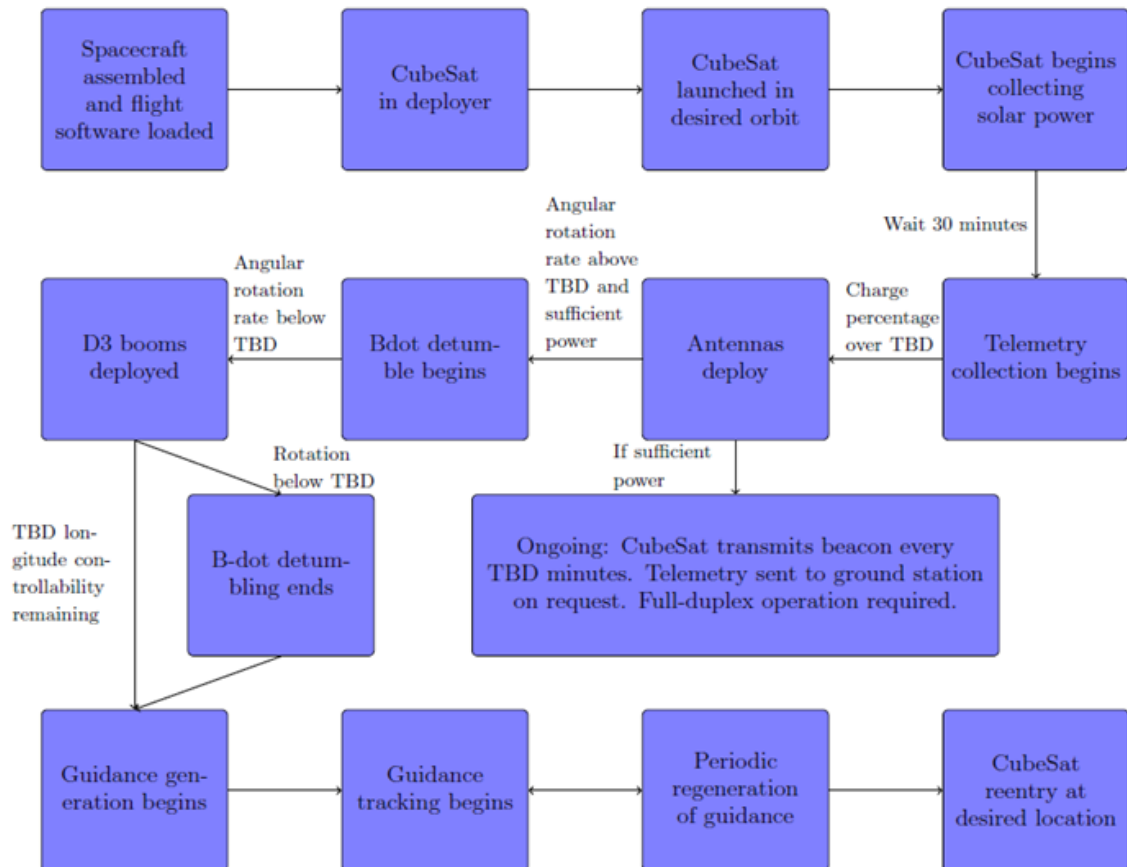 Spacecraft
assembled
and flight
software loaded
CubeSat
in deployer
CubeSat
launched in
desired orbit
CubeSat begins
collecting
solar power
Wait 30 minutes
Telemetry
collection begins
Charge
percentage
over TBD
Antennas
deploy
Angular
rotation
rate above
TBD and
sufficient
power
Bdot detum-
ble begins
Angular
rotation
rate below
TBD
D3 booms
deployed
If sufficient
power
Ongoing: CubeSat transmits beacon every
TBD minutes. Telemetry sent to ground station
on request. Full-duplex operation required.
Rotation
below TBD
B-dot detum-
bling ends
TBD lon-
gitude con-
trollability
remaining
Guidance gen-
eration begins
Guidance
tracking begins
Periodic
regeneration
of guidance
CubeSat
reentry at
desired location